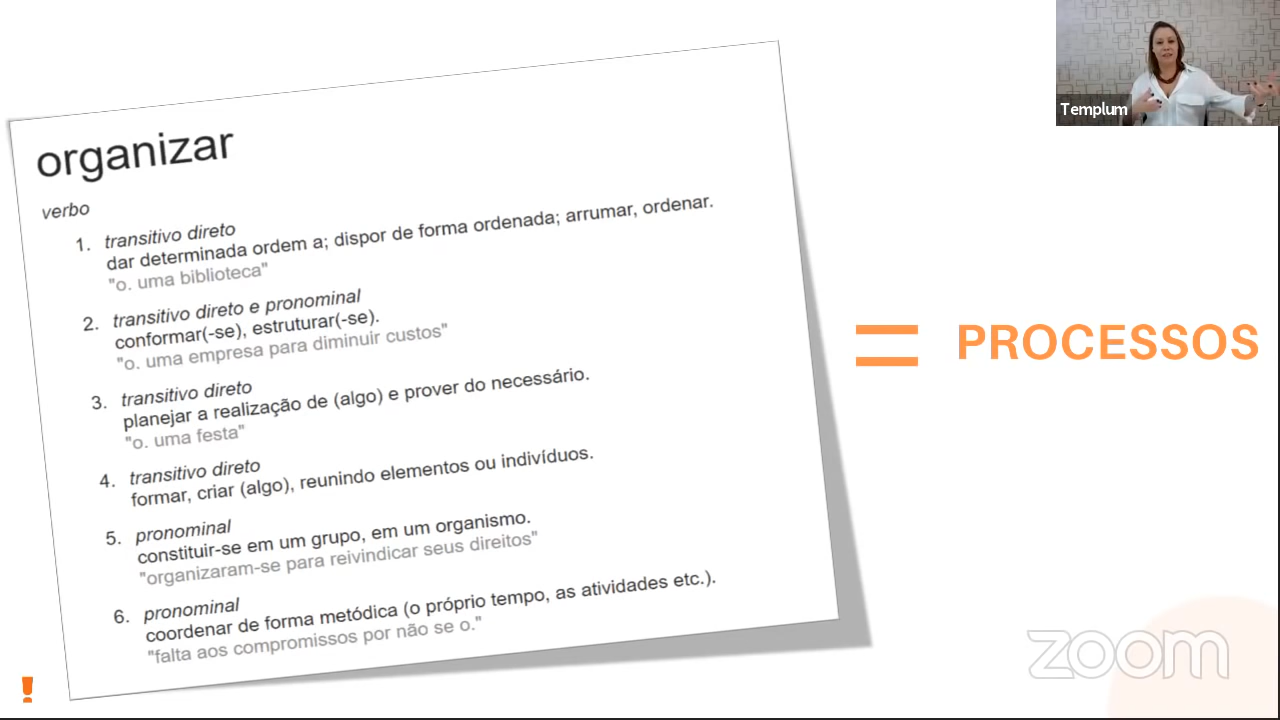 Templum
organizar
verbo
1. transitivo direto
dar determinada ordem a; dispor de forma ordenada; arrumar, ordenar.
"o. uma biblioteca"
2. transitivo direto e pronominal
conformar(-se), estruturar(-se).
"o. uma empresa para diminuir custos"
3. transitivo direto
planejar a realização de (algo) e prover do necessário.
"o. uma festa"
4. transitivo direto
formar, criar (algo), reunindo elementos ou indivíduos.
5. pronominal
constituir-se em um grupo, em um organismo.
"organizaram-se para reivindicar seus direitos"
6. pronominal
coordenar de forma metódica (o próprio tempo, as atividades etc.).
"falta aos compromissos por não se o."
= PROCESSOS
zoom
!